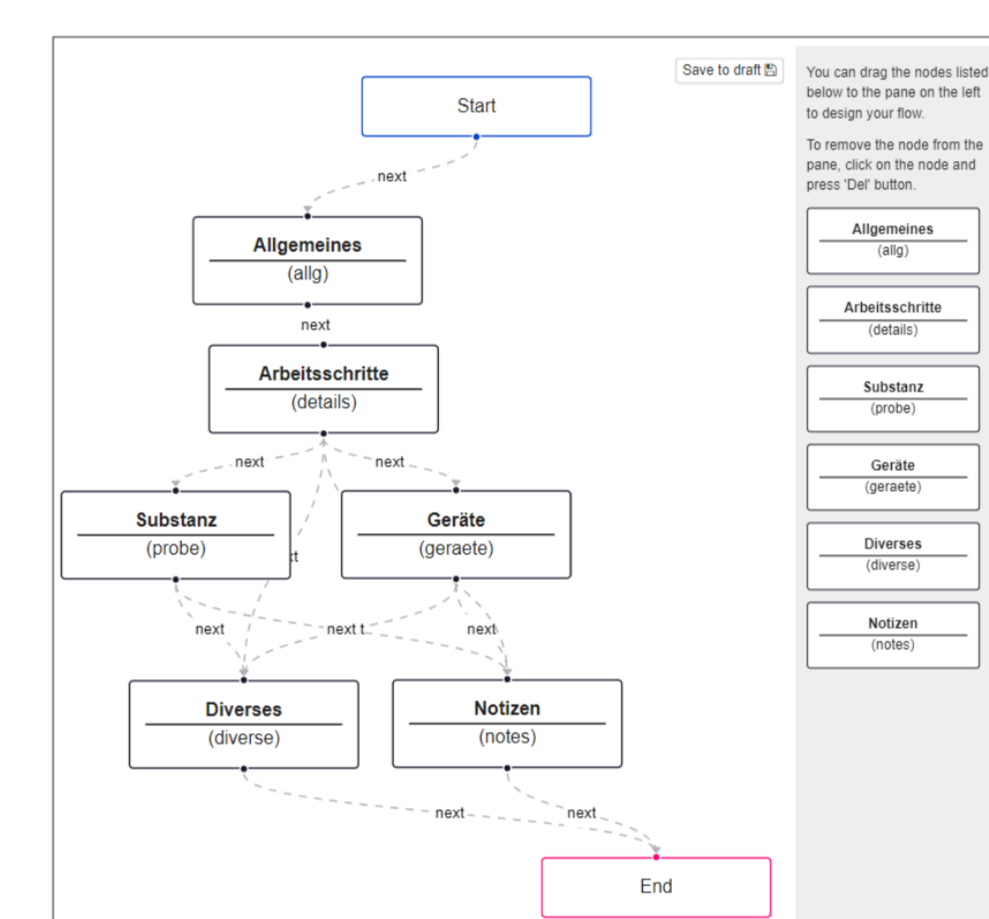 Save to draft
You can drag the nodes listed
below to the pane on the left
to design your flow.
To remove the node from the
pane, click on the node and
press 'Del' button.
Start
next
Allgemeines
(allg)
next
Arbeitsschritte
(details)
next
next
Substanz
(probe)
Geräte
(geraete)
next
next t
next
Diverses
(diverse)
Notizen
(notes)
next
next
End
Allgemeines
(allg)
Arbeitsschritte
(details)
Substanz
(probe)
Geräte
(geraete)
Diverses
(diverse)
Notizen
(notes)